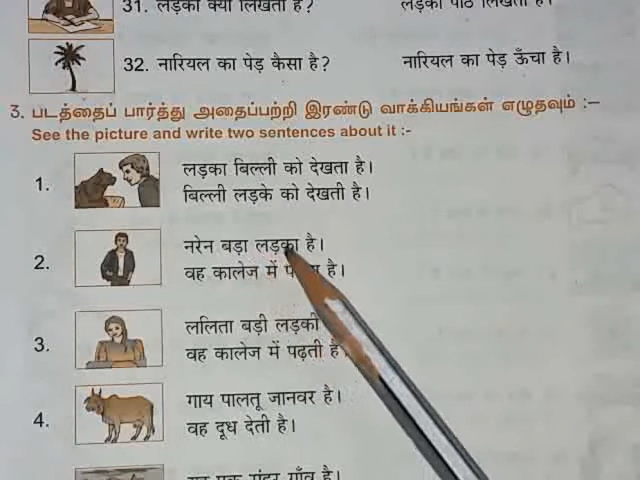 31. लड़का क्या लिखता है? लड़का पाठ लिखता है।
32. नारियल का पेड़ कैसा है? नारियल का पेड़ ऊँचा है।
3. படத்தைப் பார்த்து அதைப்பற்றி இரண்டு வாக்கியங்கள் எழுதவும் :–
See the picture and write two sentences about it :-
1. लड़का बिल्ली को देखता है।
बिल्ली लड़के को देखती है।
2. नरेन बड़ा लड़का है।
वह कालेज में है।
3. ललिता बड़ी लड़की
वह कालेज में पढ़ती है
4. गाय पालतू जानवर है।
वह दूध देती है।
एक सुंदर गाँव है।